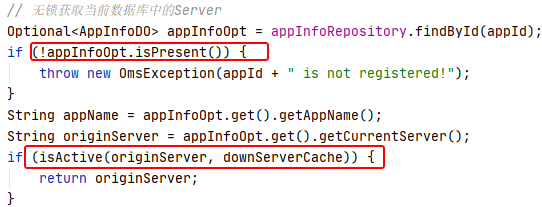 // 无锁获取当前数据库中的Server
Optional<AppInfoDO> appInfoOpt = appInfoRepository.findById(appId);
if (!appInfoOpt.isPresent()) {
    throw new OmsException(appId + " is not registered!");
}
String appName = appInfoOpt.get().getAppName();
String originServer = appInfoOpt.get().getCurrentServer();
if (isActive(originServer, downServerCache)) {
    return originServer;
}